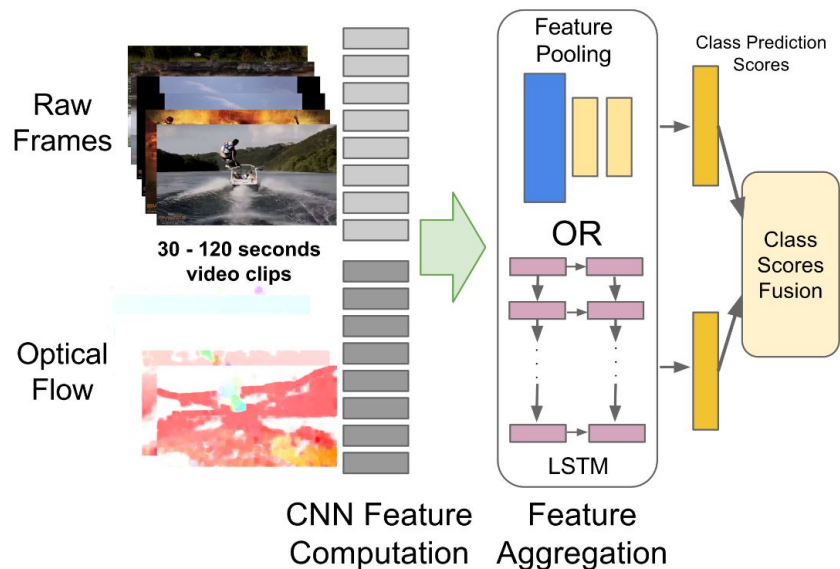 Raw
Frames
30 - 120 seconds
video clips
Optical
Flow
CNN Feature
Computation
Feature
Pooling
OR
LSTM
Feature
Aggregation
Class Prediction
Scores
Class
Scores
Fusion